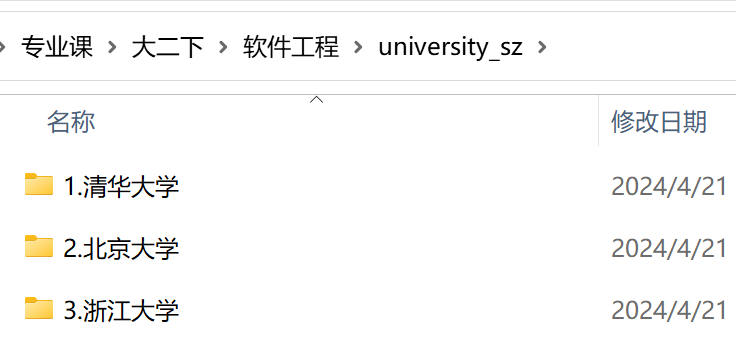 专业课 > 大二下 > 软件工程 > university_sz >
名称 修改日期
1.清华大学 2024/4/21
2.北京大学 2024/4/21
3.浙江大学 2024/4/21